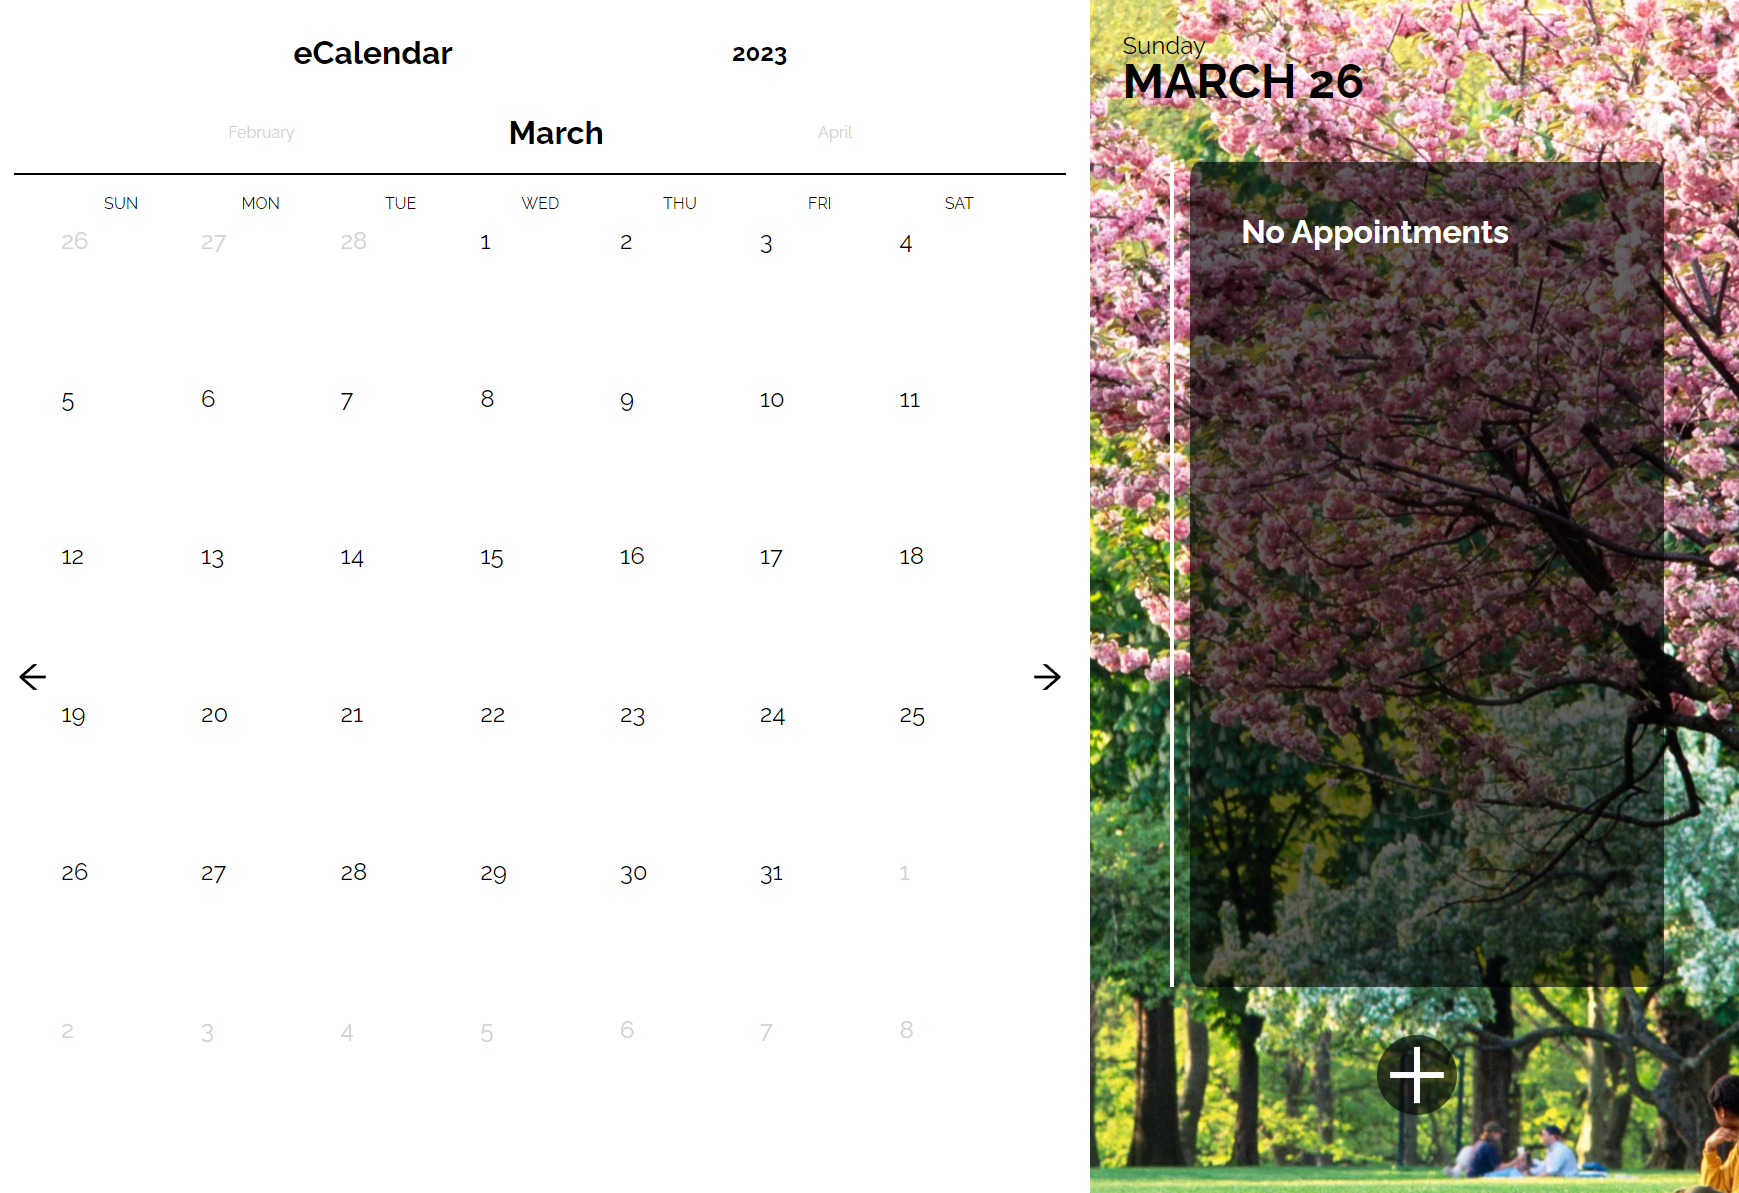 eCalendar 2023
February March April
SUN MON TUE WED THU FRI SAT
26 27 28 1 2 3 4
5 6 7 8 9 10 11
12 13 14 15 16 17 18
19 20 21 22 23 24 25
26 27 28 29 30 31 1
2 3 4 5 6 7 8
Sunday
MARCH 26
No Appointments